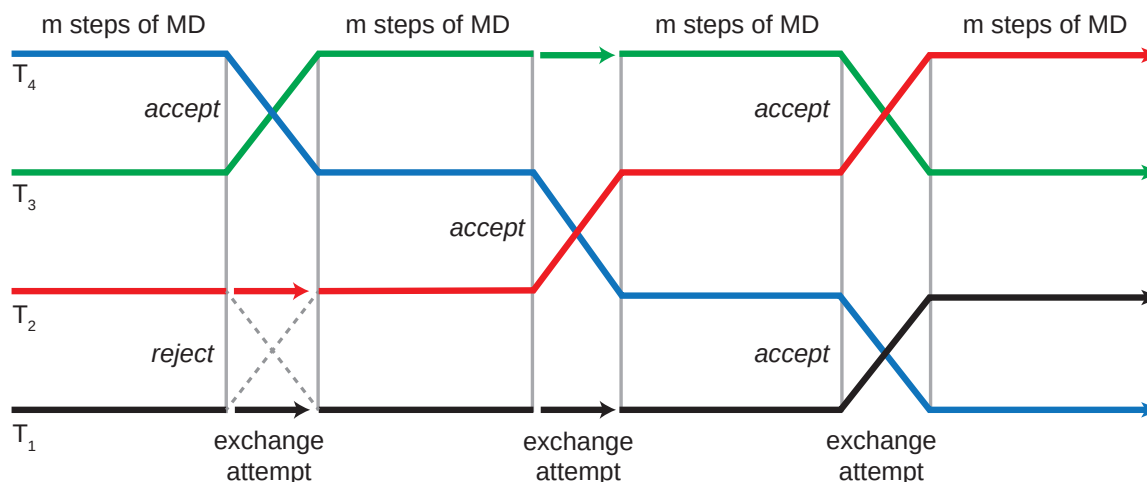 m steps of MD
m steps of MD
m steps of MD
m steps of MD
T4
accept
accept
T3
accept
T2
reject
accept
T1
exchange
attempt
exchange
attempt
exchange
attempt